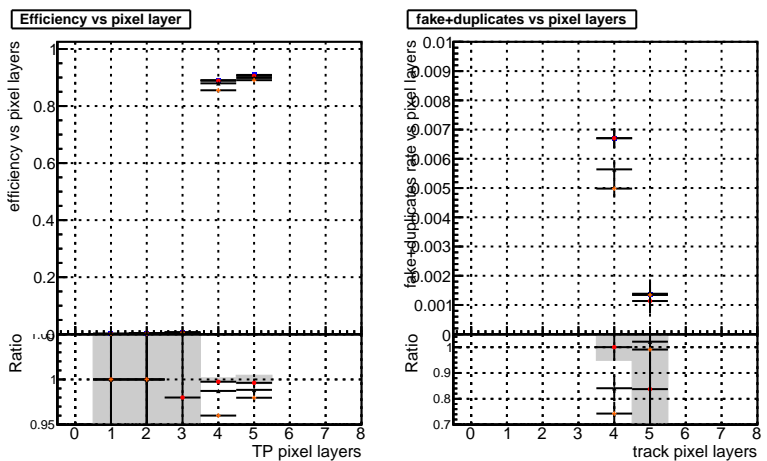 Efficiency vs pixel layer
efficiency vs pixel layers
1
0.8
0.6
0.4
0.2
0
Ratio
1
0.95
0 1 2 3 4 5 6 7 8
TP pixel layers
fake+duplicates vs pixel layers
fake+duplicates rate vs pixel layers
0.01
0.009
0.008
0.007
0.006
0.005
0.004
0.003
0.002
0.001
0
Ratio
1
0.9
0.8
0.7
0 1 2 3 4 5 6 7 8
track pixel layers